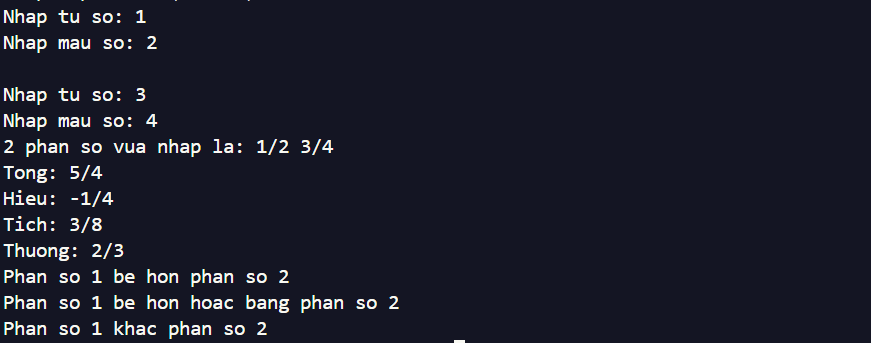 Nhap tu so: 1
Nhap mau so: 2
Nhap tu so: 3
Nhap mau so: 4
2 phan so vua nhap la: 1/2 3/4
Tong: 5/4
Hieu: -1/4
Tich: 3/8
Thuong: 2/3
Phan so 1 be hon phan so 2
Phan so 1 be hon hoac bang phan so 2
Phan so 1 khac phan so 2